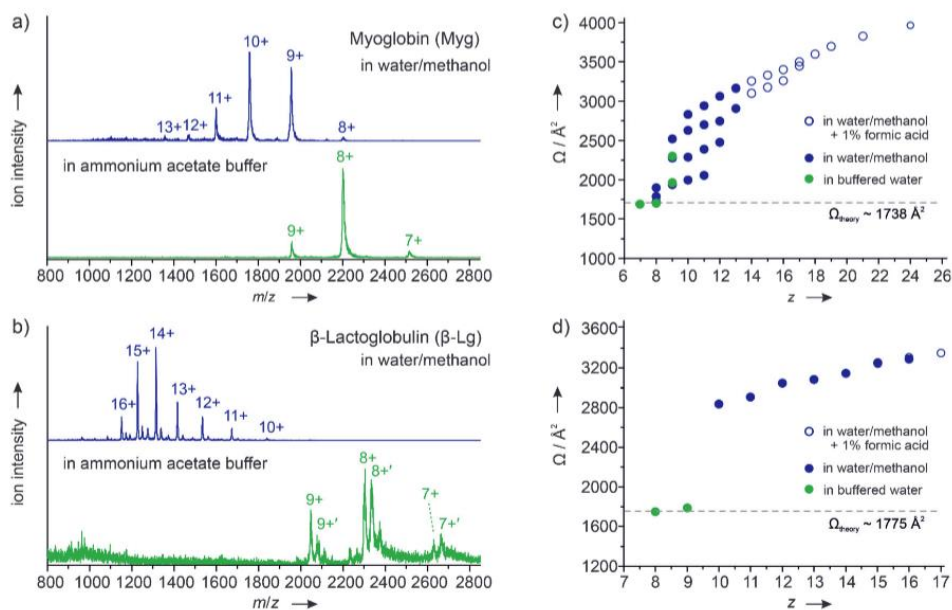 a)
ion intensity
Myoglobin (Myg)
in water/methanol
13+ 12+ 11+ 10+ 9+ 8+
in ammonium acetate buffer
9+ 8+ 7+
800 1000 1200 1400 1600 1800 2000 2200 2400 2600 2800
m/z
b)
ion intensity
β-Lactoglobulin (β-Lg)
in water/methanol
16+ 15+ 14+ 13+ 12+ 11+ 10+
in ammonium acetate buffer
9+ 9+′ 8+ 8+′ 7+ 7+′
800 1000 1200 1400 1600 1800 2000 2200 2400 2600 2800
m/z
c)
Ω / Å²
4000
3500
3000
2500
2000
1500
1000
in water/methanol
+ 1% formic acid
in water/methanol
in buffered water
Ωtheory ~ 1738 Å²
6 8 10 12 14 16 18 20 22 24 26
z
d)
Ω / Å²
3600
3200
2800
2400
2000
1600
1200
in water/methanol
+ 1% formic acid
in water/methanol
in buffered water
Ωtheory ~ 1775 Å²
7 8 9 10 11 12 13 14 15 16 17
z